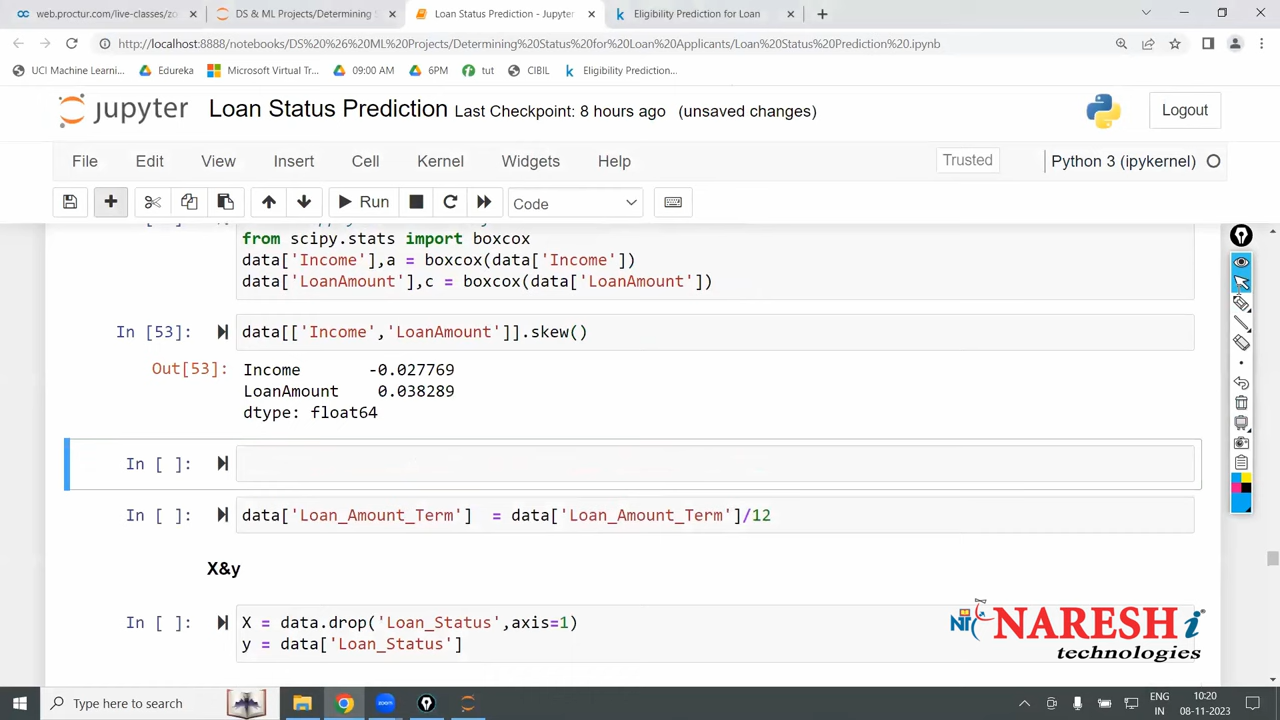 web.proctur.com/live-classes/zo
DS & ML Projects/Determining
Loan Status Prediction - Jupyter
Eligibility Prediction for Loan
http://localhost:8888/notebooks/DS%20%26%20ML%20Projects/Determining%20Status%20for%20Loan%20Applicants/Loan%20Status%20Prediction%20.ipynb
UCI Machine Learni...
Edureka
Microsoft Virtual Tr...
09:00 AM
6PM
tut
CIBIL
Eligibility Prediction...
jupyter Loan Status Prediction Last Checkpoint: 8 hours ago (unsaved changes)
Logout
File Edit View Insert Cell Kernel Widgets Help
Trusted
Python 3 (ipykernel)
Run
Code
from scipy.stats import boxcox
data['Income'],a = boxcox(data['Income'])
data['LoanAmount'],c = boxcox(data['LoanAmount'])
In [53]: data[['Income','LoanAmount']].skew()
Out[53]: Income -0.027769
LoanAmount 0.038289
dtype: float64
In [ ]:
In [ ]: data['Loan_Amount_Term'] = data['Loan_Amount_Term']/12
X&y
In [ ]: X = data.drop('Loan_Status',axis=1)
y = data['Loan_Status']
NARESH i
technologies
Type here to search
zoom
ENG
IN
10:20
08-11-2023